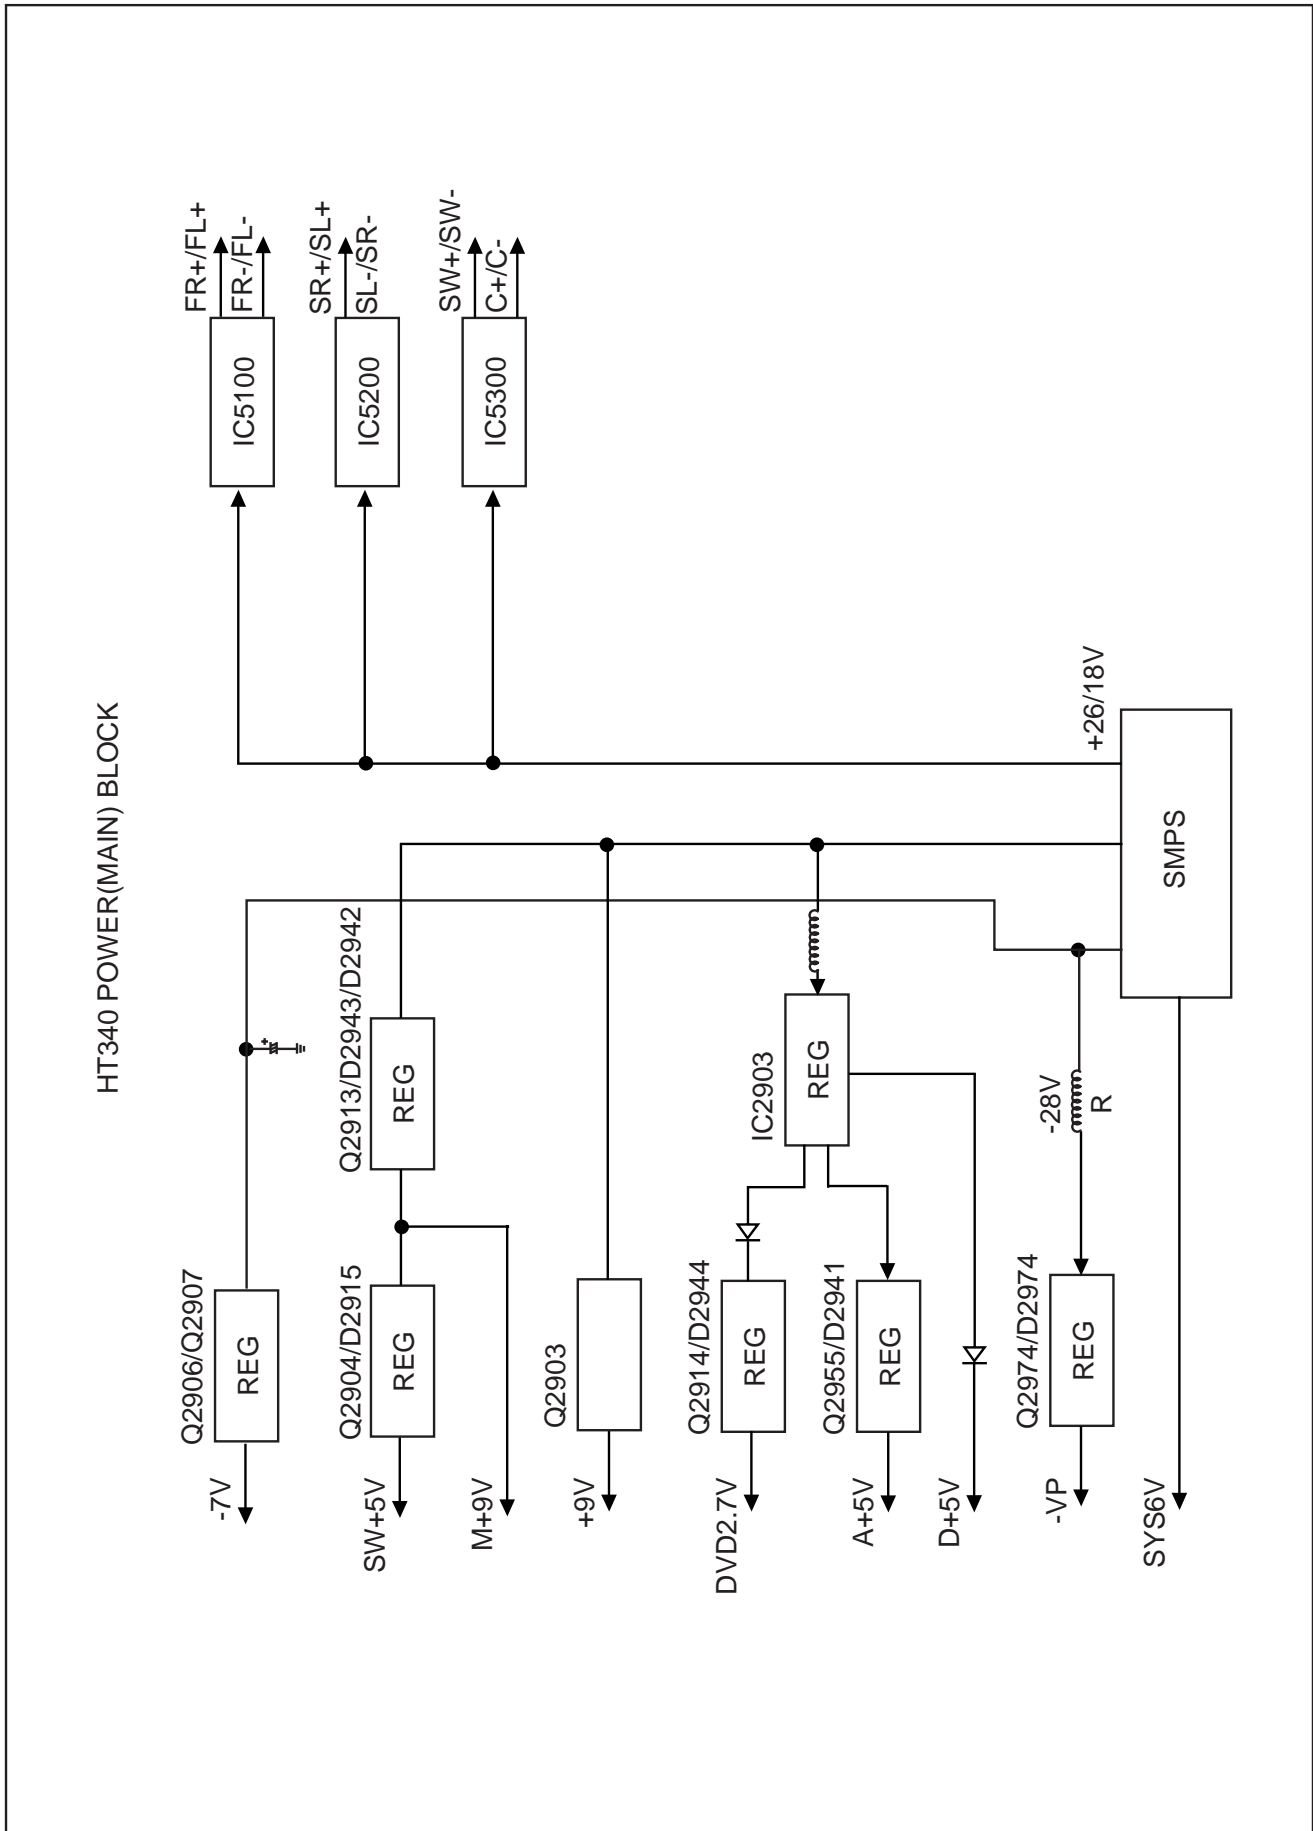 HT340 POWER(MAIN) BLOCK
FR+/FL+
FR-/FL-
IC5100
SR+/SL+
SL-/SR-
IC5200
SW+/SW-
C+/C-
IC5300
+26/18V
SMPS
Q2906/Q2907
REG
-7V
Q2913/D2943/D2942
REG
Q2904/D2915
REG
SW+5V
M+9V
Q2903
+9V
IC2903
REG
Q2914/D2944
REG
DVD2.7V
Q2955/D2941
REG
A+5V
D+5V
-28V
R
Q2974/D2974
REG
-VP
SYS6V
+